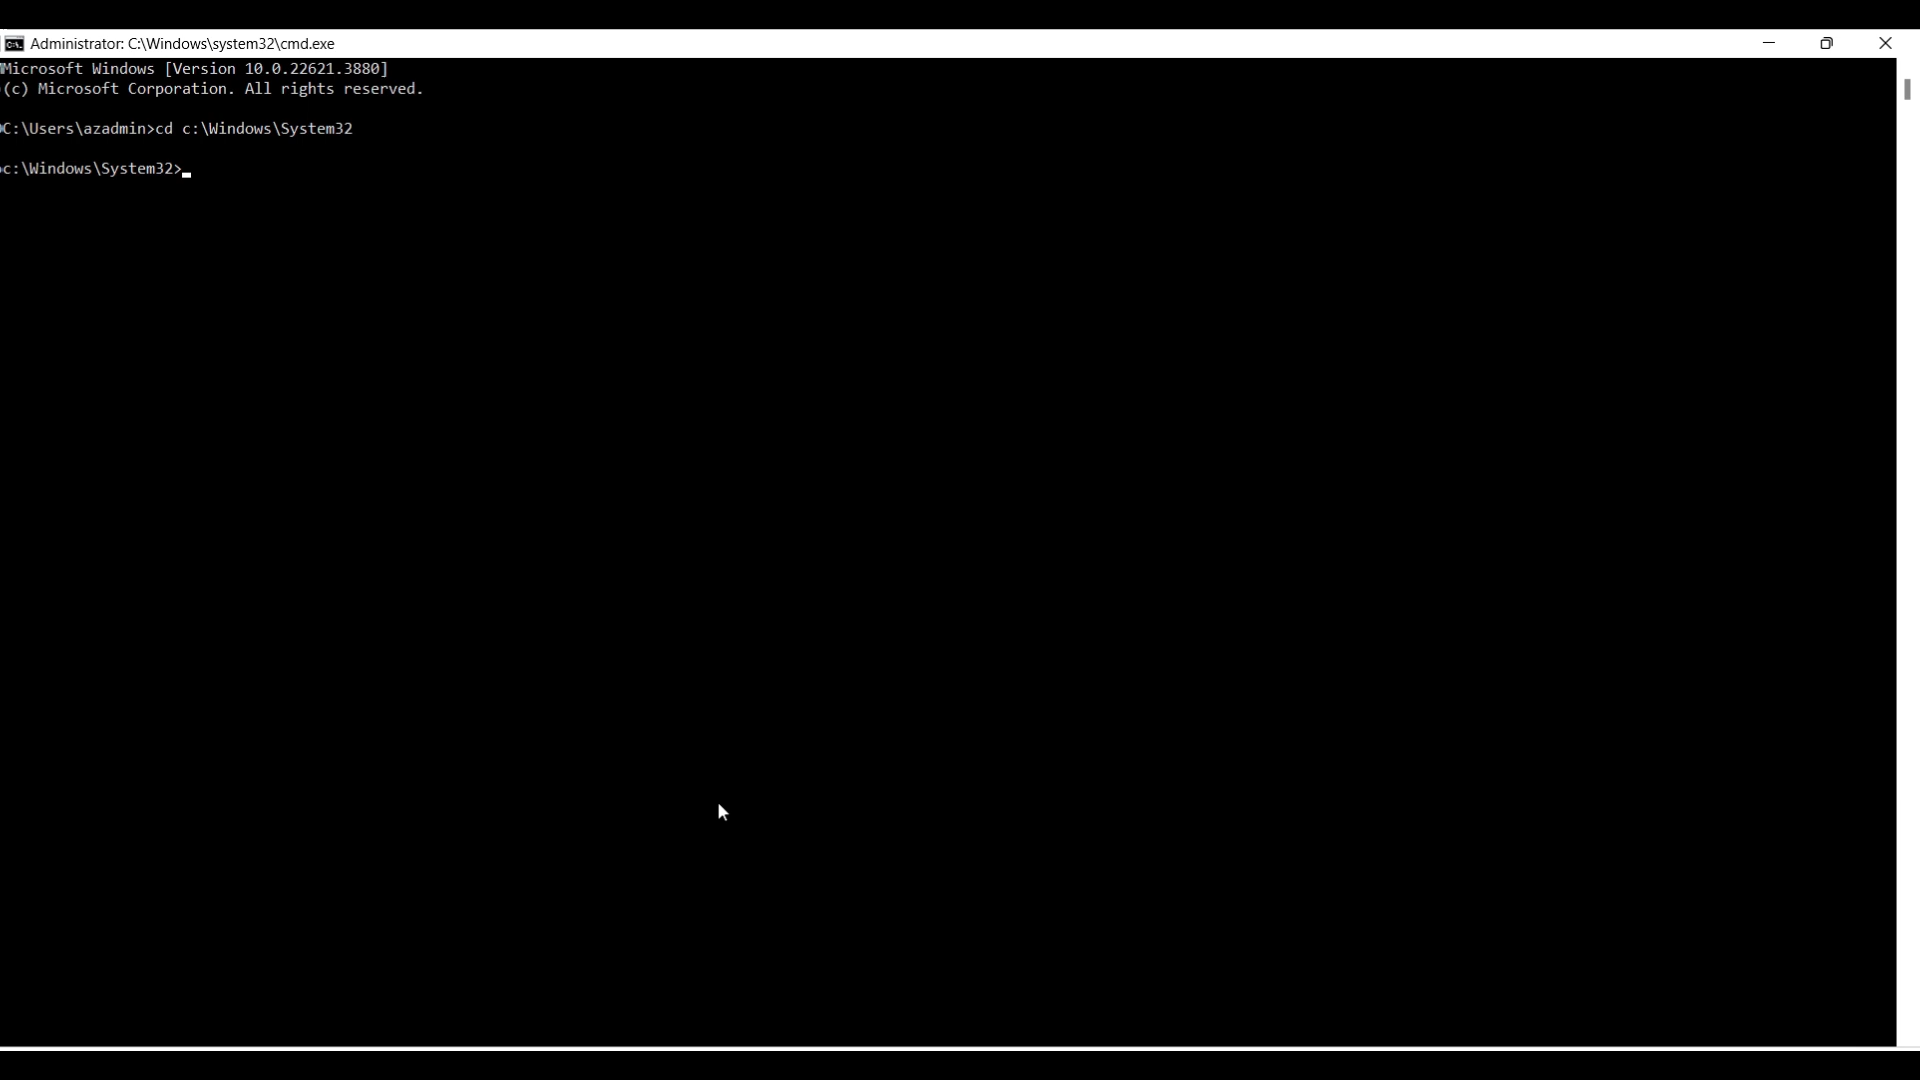 Administrator: C:\Windows\system32\cmd.exe
Microsoft Windows [Version 10.0.22621.3880]
(c) Microsoft Corporation. All rights reserved.
C:\Users\azadmin>cd c:\Windows\System32
c:\Windows\System32>